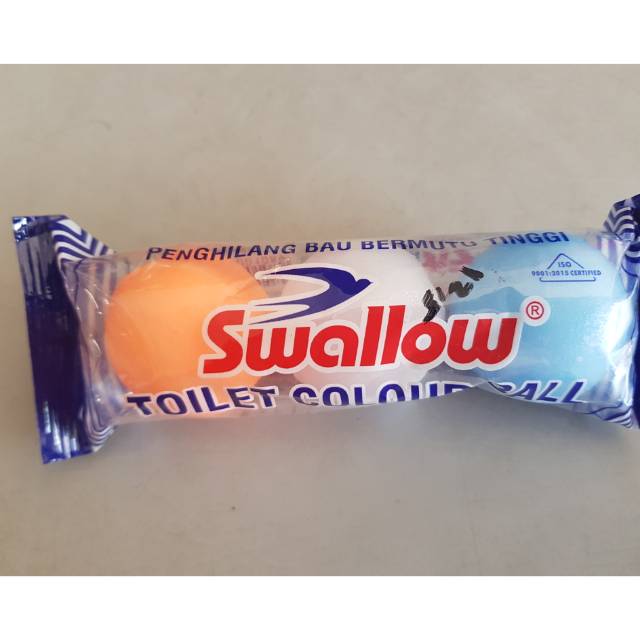 PENGHILANG BAU BERMUTU TINGGI
ISO
9001:2015 CERTIFIED
Swallow®
TOILET COLOUR BALL